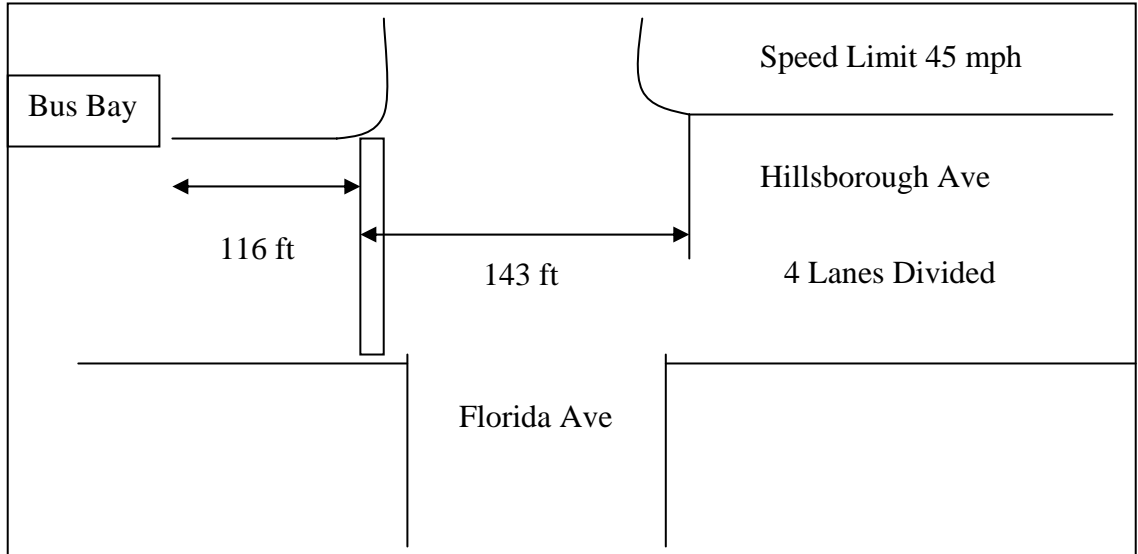 Speed Limit 45 mph
Bus Bay
Hillsborough Ave
116 ft
143 ft
4 Lanes Divided
Florida Ave